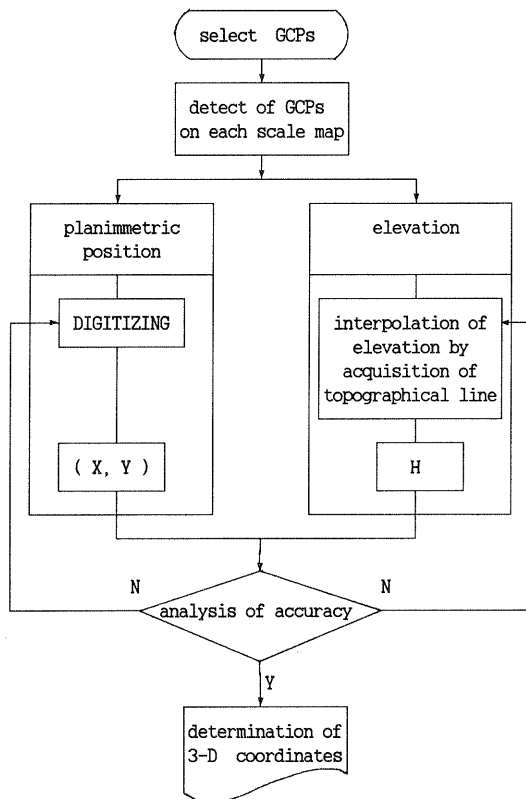 select GCPs
detect of GCPs
on each scale map
planimmetric
position
elevation
DIGITIZING
interpolation of
elevation by
acquisition of
topographical line
( X, Y )
H
N
N
analysis of accuracy
Y
determination of
3-D coordinates